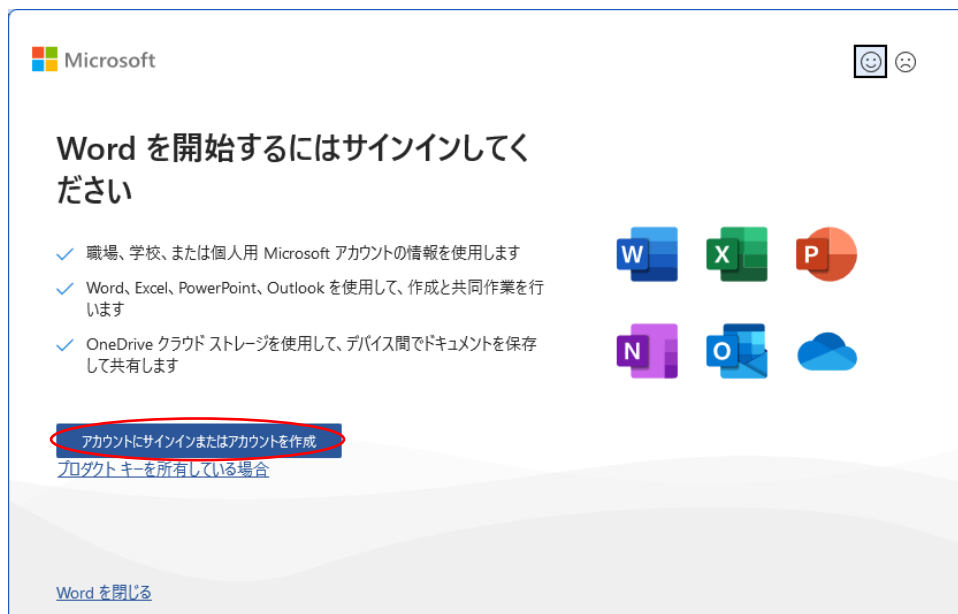 Microsoft
Word を開始するにはサインインしてく
ださい
職場、学校、または個人用 Microsoft アカウントの情報を使用します
Word、Excel、PowerPoint、Outlook を使用して、作成と共同作業を行
います
OneDrive クラウド ストレージを使用して、デバイス間でドキュメントを保存
して共有します
W X P
N O
アカウントにサインインまたはアカウントを作成
プロダクト キーを所有している場合
Word を閉じる